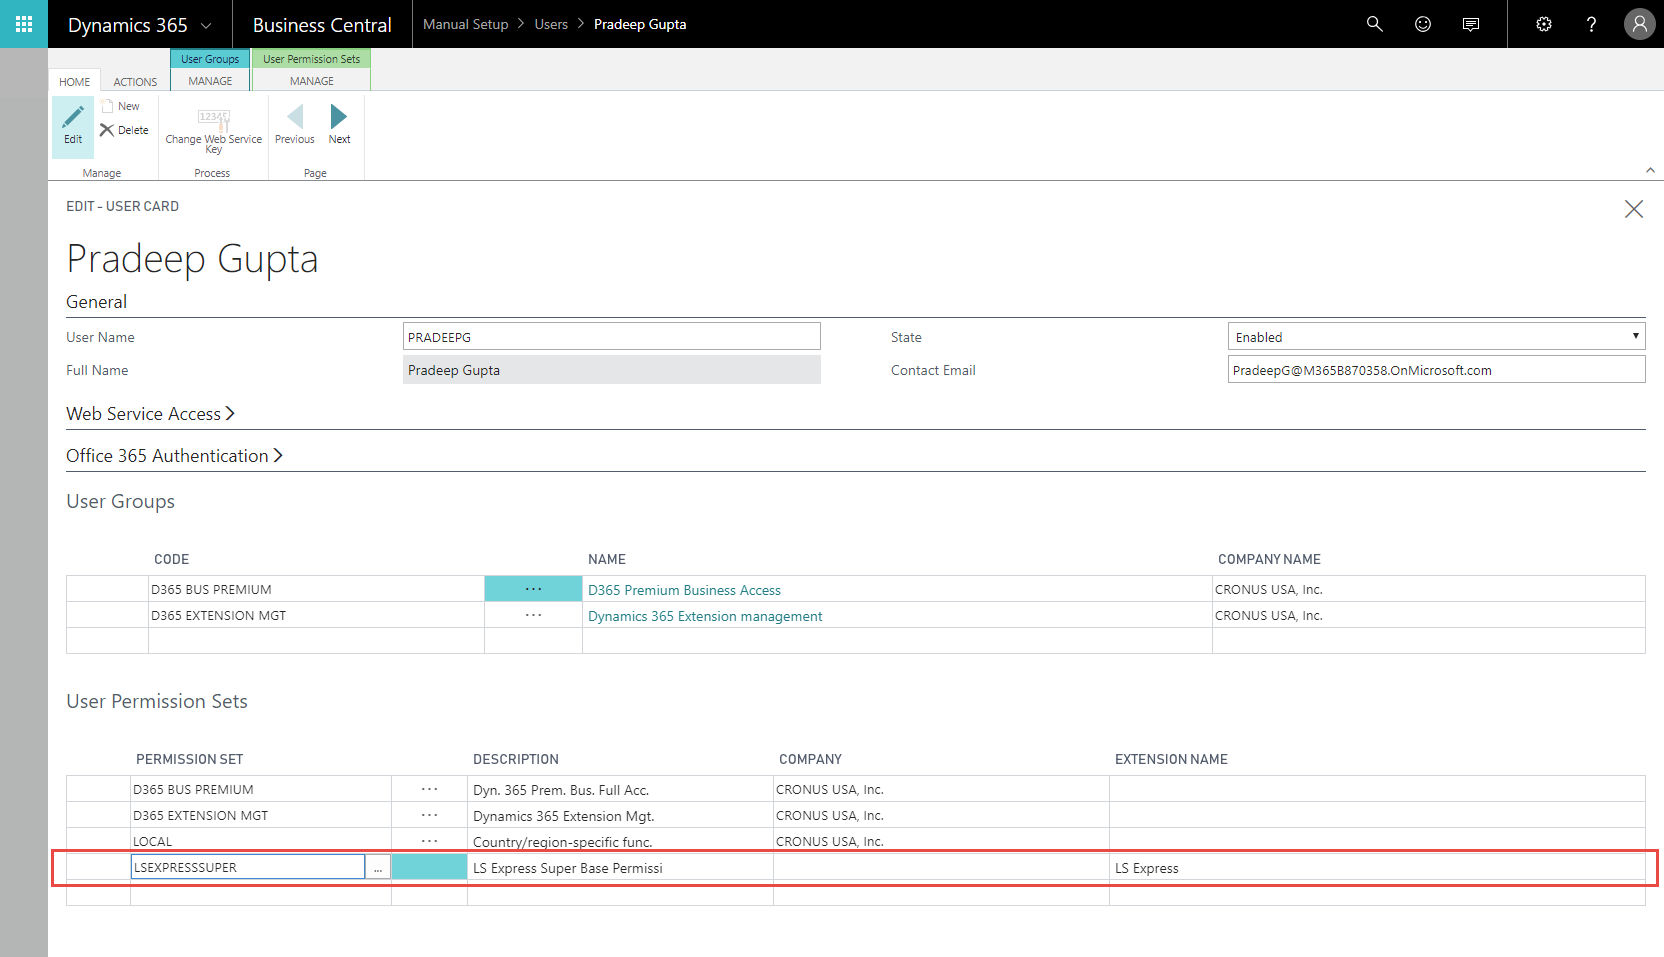 Dynamics 365 Business Central Manual Setup > Users > Pradeep Gupta ?
User Groups User Permission Sets
HOME ACTIONS MANAGE MANAGE
Edit New Delete 12345 Change Web Service Key Previous Next
Manage Process Page
EDIT - USER CARD
Pradeep Gupta
General
User Name PRADEEPG State Enabled
Full Name Pradeep Gupta Contact Email PradeepG@M365B870358.OnMicrosoft.com
Web Service Access >
Office 365 Authentication >
User Groups
CODE NAME COMPANY NAME
D365 BUS PREMIUM ··· D365 Premium Business Access CRONUS USA, Inc.
D365 EXTENSION MGT ··· Dynamics 365 Extension management CRONUS USA, Inc.
User Permission Sets
PERMISSION SET DESCRIPTION COMPANY EXTENSION NAME
D365 BUS PREMIUM ··· Dyn. 365 Prem. Bus. Full Acc. CRONUS USA, Inc.
D365 EXTENSION MGT ··· Dynamics 365 Extension Mgt. CRONUS USA, Inc.
LOCAL ··· Country/region-specific func. CRONUS USA, Inc.
LSEXPRESSSUPER ... LS Express Super Base Permissi LS Express